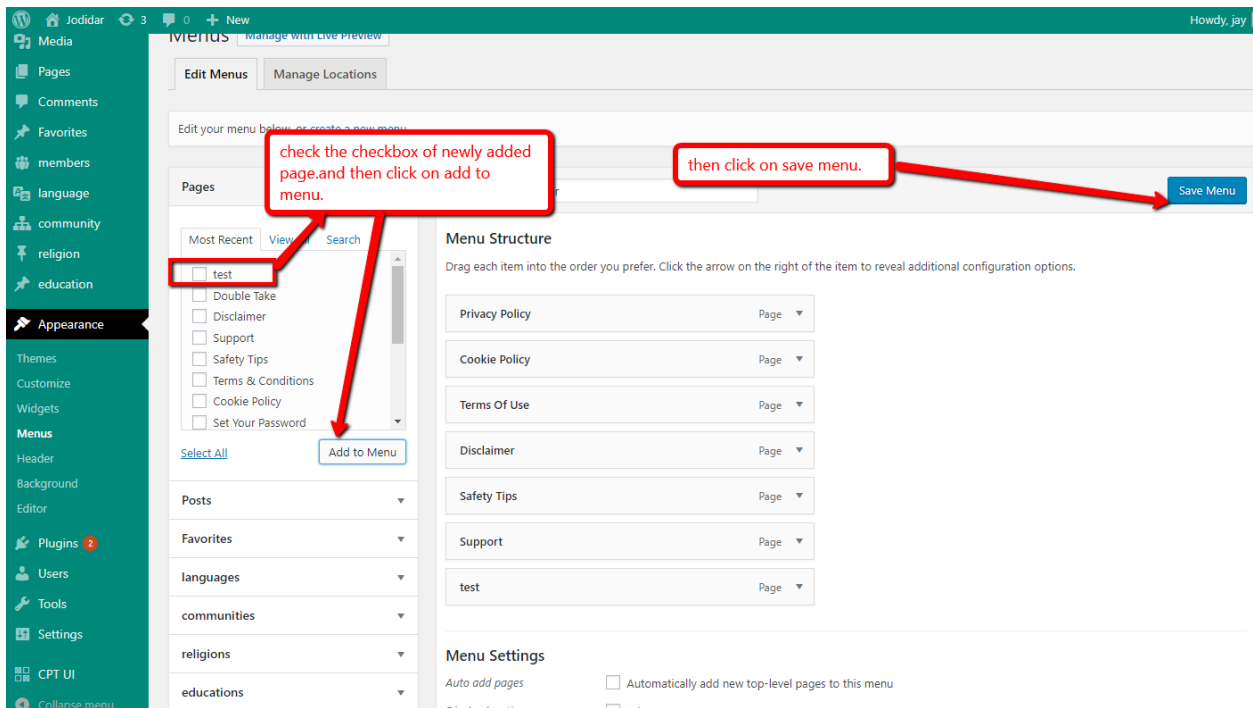 Jodidar 3 0 + New Howdy, jay
Media
Pages
Comments
Favorites
members
language
community
religion
education
Appearance
Themes
Customize
Widgets
Menus
Header
Background
Editor
Plugins 2
Users
Tools
Settings
CPT UI
Collapse menu
Menus Manage with Live Preview
Edit Menus Manage Locations
Edit your menu below, or create a new menu
check the checkbox of newly added
page.and then click on add to
menu.
then click on save menu.
Save Menu
Pages
Most Recent View Search
test
Double Take
Disclaimer
Support
Safety Tips
Terms & Conditions
Cookie Policy
Set Your Password
Select All Add to Menu
Posts
Favorites
languages
communities
religions
educations
Menu Structure
Drag each item into the order you prefer. Click the arrow on the right of the item to reveal additional configuration options.
Privacy Policy Page
Cookie Policy Page
Terms Of Use Page
Disclaimer Page
Safety Tips Page
Support Page
test Page
Menu Settings
Auto add pages Automatically add new top-level pages to this menu